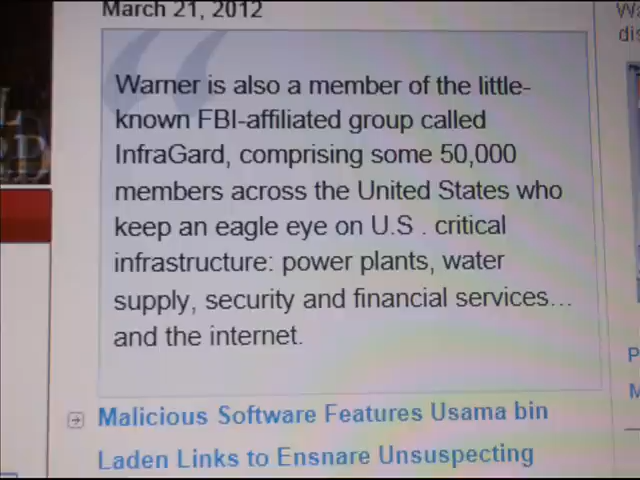 March 21, 2012
Warner is also a member of the little-
known FBI-affiliated group called
InfraGard, comprising some 50,000
members across the United States who
keep an eagle eye on U.S . critical
infrastructure: power plants, water
supply, security and financial services...
and the internet.
Malicious Software Features Usama bin
Laden Links to Ensnare Unsuspecting